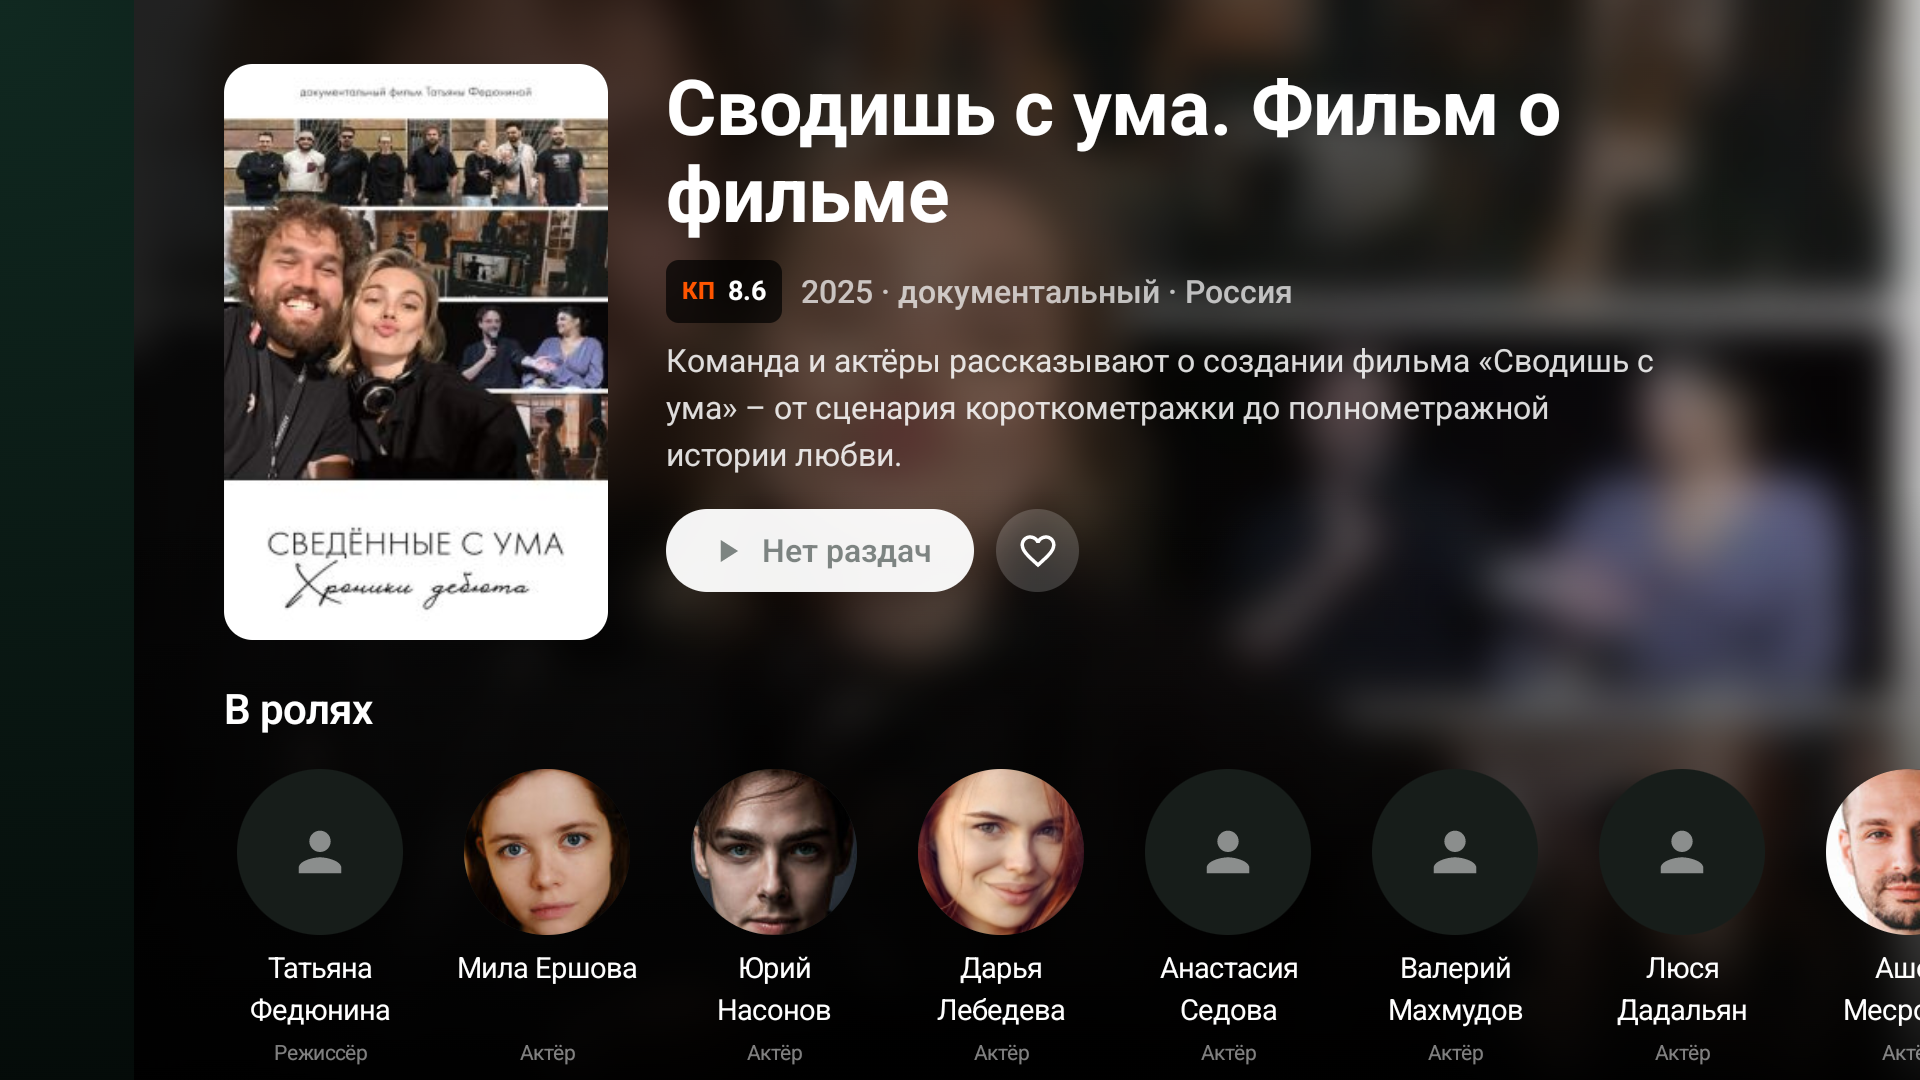 документальный фильм Татьяны Федюниной
СВЕДЁННЫЕ С УМА
Хроники дебюта
Сводишь с ума. Фильм о
фильме
КП 8.6 2025 · документальный · Россия
Команда и актёры рассказывают о создании фильма «Сводишь с
ума» – от сценария короткометражки до полнометражной
истории любви.
Нет раздач
В ролях
Татьяна
Федюнина
Режиссёр
Мила Ершова
Актёр
Юрий
Насонов
Актёр
Дарья
Лебедева
Актёр
Анастасия
Седова
Актёр
Валерий
Махмудов
Актёр
Люся
Дадальян
Актёр